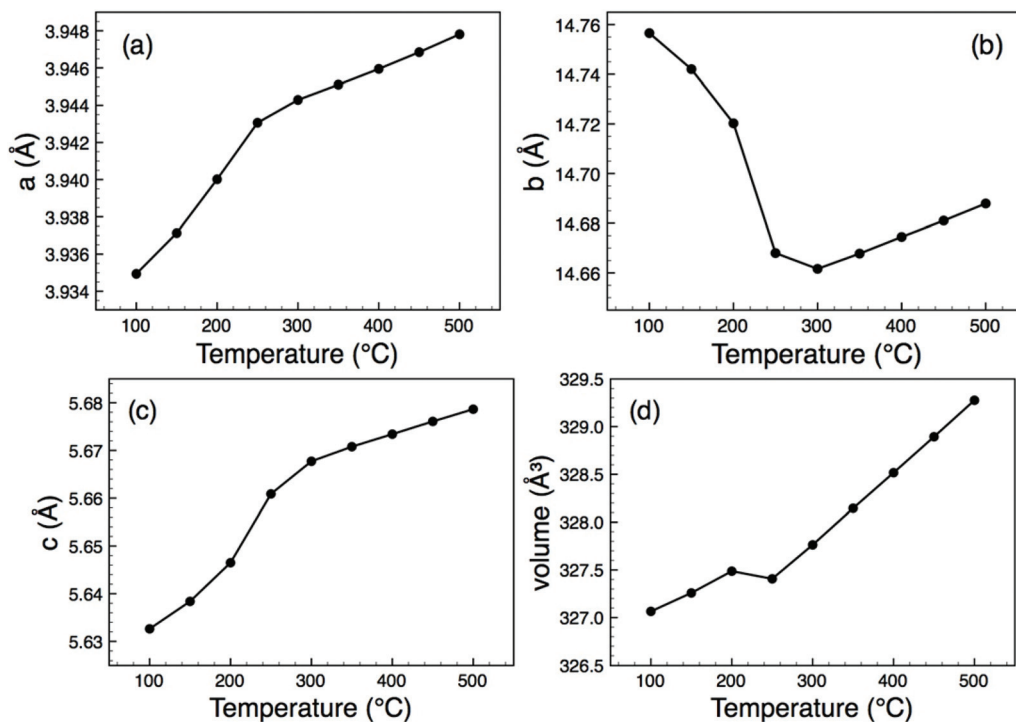 (a)
3.948
3.946
3.944
3.942
3.940
3.938
3.936
3.934
a (Å)
100 200 300 400 500
Temperature (°C)
(b)
14.76
14.74
14.72
14.70
14.68
14.66
b (Å)
100 200 300 400 500
Temperature (°C)
(c)
5.68
5.67
5.66
5.65
5.64
5.63
c (Å)
100 200 300 400 500
Temperature (°C)
(d)
329.5
329.0
328.5
328.0
327.5
327.0
326.5
volume (Å³)
100 200 300 400 500
Temperature (°C)